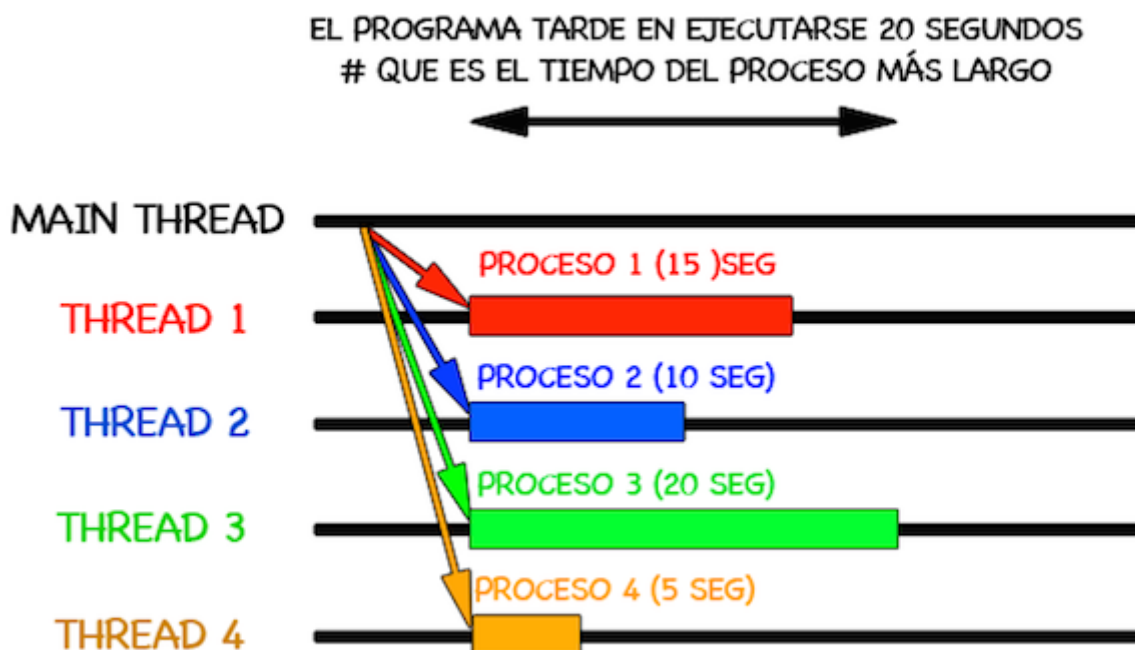 EL PROGRAMA TARDE EN EJECUTARSE 20 SEGUNDOS
# QUE ES EL TIEMPO DEL PROCESO MÁS LARGO
MAIN THREAD
PROCESO 1 (15 )SEG
THREAD 1
PROCESO 2 (10 SEG)
THREAD 2
PROCESO 3 (20 SEG)
THREAD 3
PROCESO 4 (5 SEG)
THREAD 4